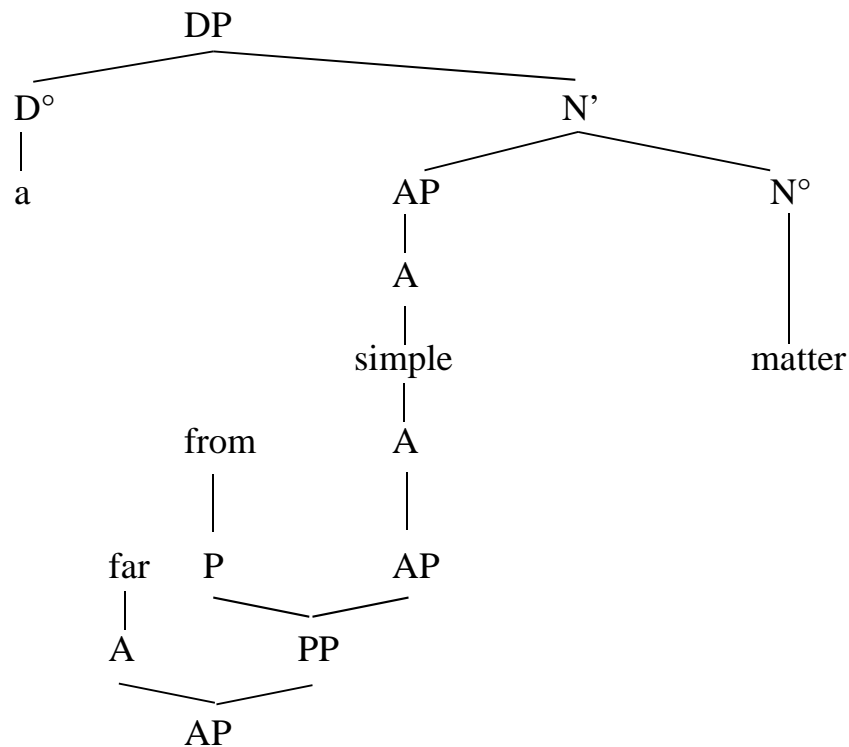 DP
D° N’
a AP N°
A
simple matter
from A
far P AP
A PP
AP